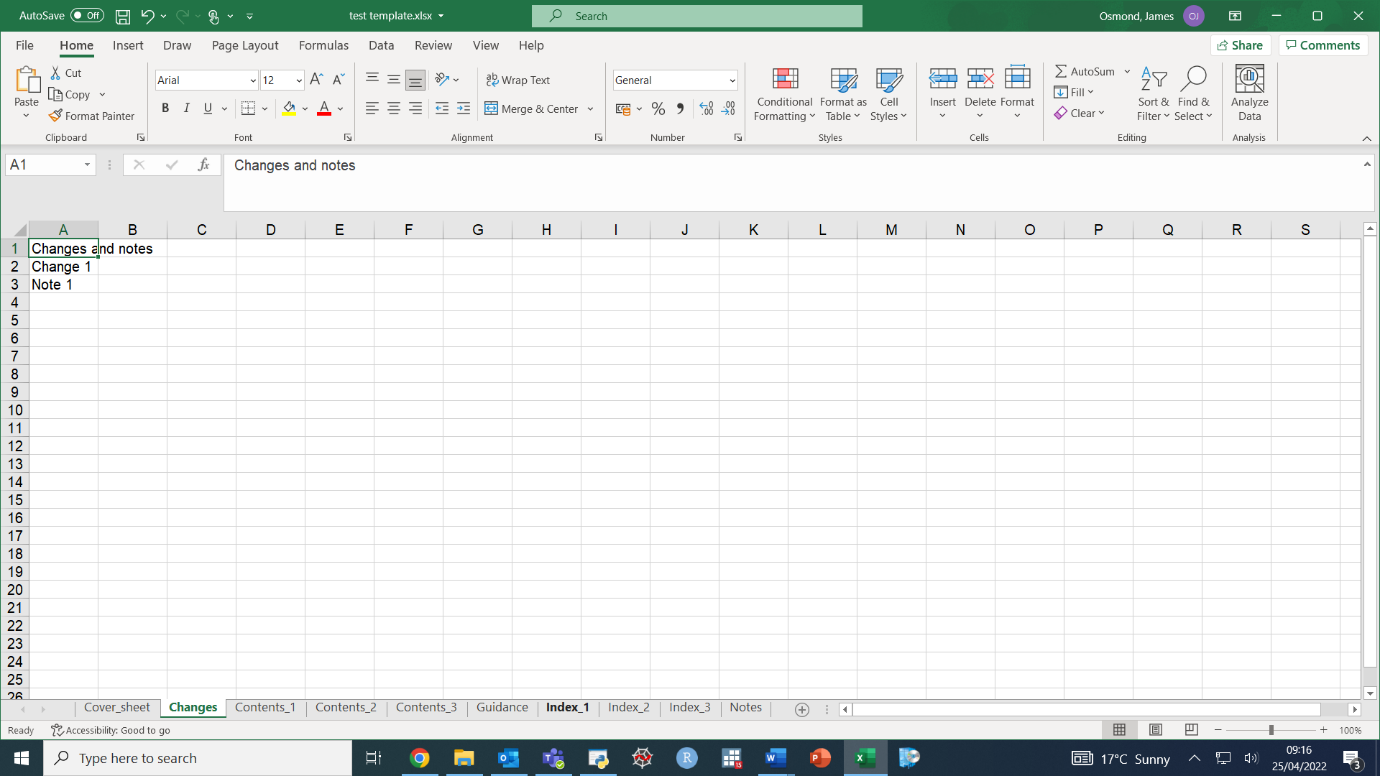 AutoSave Off test template.xlsx Search Osmond, James OJ
File Home Insert Draw Page Layout Formulas Data Review View Help Share Comments
Paste Cut Copy Format Painter Clipboard
Arial 12 A A B I U A Font
Wrap Text Merge & Center Alignment
General % Number
Conditional Formatting Format as Table Cell Styles Styles
Insert Delete Format Cells
AutoSum Fill Clear Sort & Filter Find & Select Editing
Analyze Data Analysis
A1 fx Changes and notes
A B C D E F G H I J K L M N O P Q R S
1 Changes and notes
2 Change 1
3 Note 1
4
5
6
7
8
9
10
11
12
13
14
15
16
17
18
19
20
21
22
23
24
25
26
Cover_sheet Changes Contents_1 Contents_2 Contents_3 Guidance Index_1 Index_2 Index_3 Notes
Ready Accessibility: Good to go 100%
Type here to search 17°C Sunny 09:16
25/04/2022 3